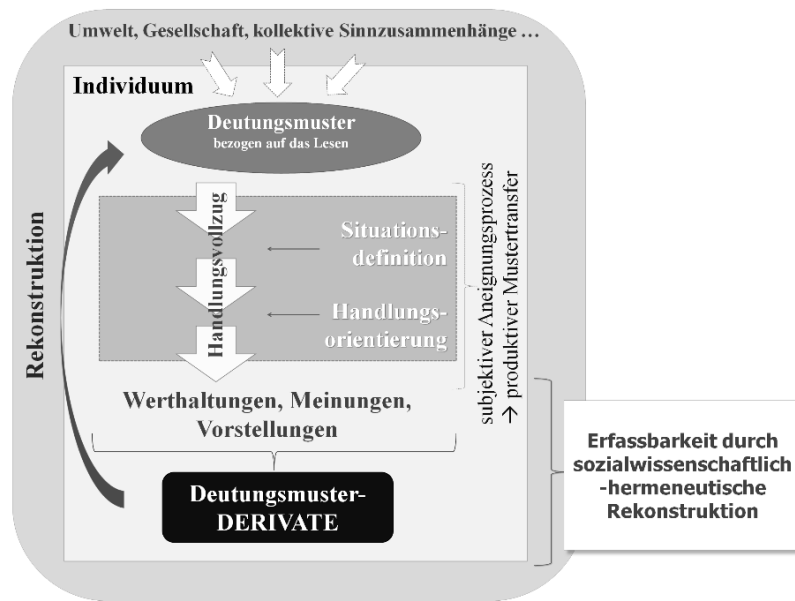 Umwelt, Gesellschaft, kollektive Sinnzusammenhänge …
Individuum
Deutungsmuster
bezogen auf das Lesen
Rekonstruktion
Handlungsvollzug
Situations-
definition
Handlungs-
orientierung
subjektiver Aneignungsprozess
→ produktiver Mustertransfer
Werthaltungen, Meinungen,
Vorstellungen
Deutungsmuster-
DERIVATE
Erfassbarkeit durch
sozialwissenschaftlich
-hermeneutische
Rekonstruktion